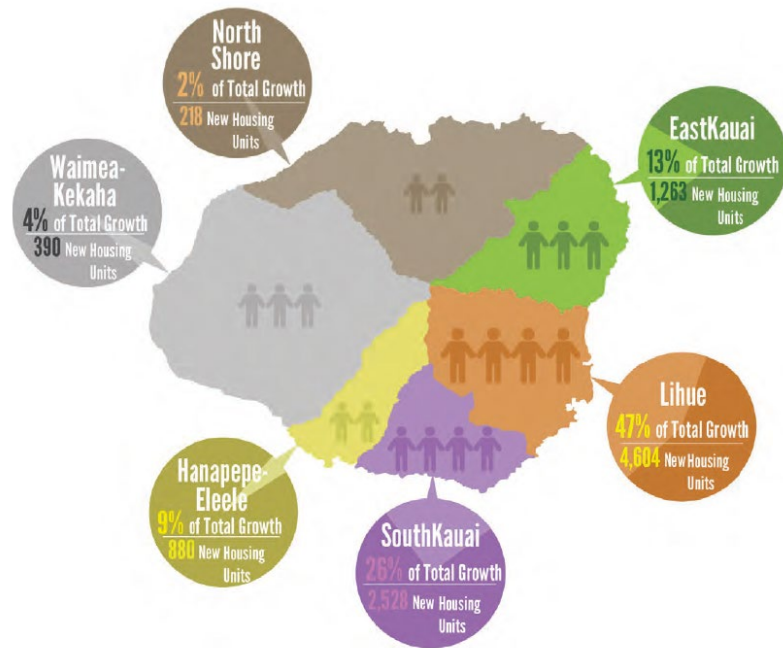 North
Shore
2% of Total Growth
218 New Housing
Units
EastKauai
13% of Total Growth
1,263 New Housing
Units
Waimea-
Kekaha
4% of Total Growth
390 New Housing
Units
Lihue
47% of Total Growth
4,604 New Housing
Units
Hanapepe-
Eleele
9% of Total Growth
880 New Housing
Units
SouthKauai
26% of Total Growth
2,528 New Housing
Units